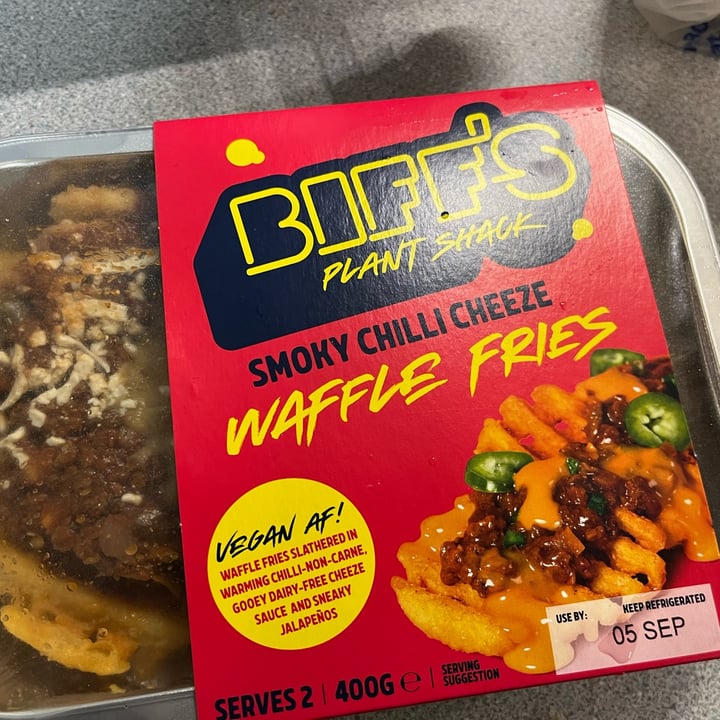 BIFF'S
PLANT SHACK
SMOKY CHILLI CHEEZE
WAFFLE FRIES
VEGAN AF!
WAFFLE FRIES SLATHERED IN
WARMING CHILLI-NON-CARNE,
GOOEY DAIRY-FREE CHEEZE
SAUCE AND SNEAKY
JALAPEÑOS
USE BY: KEEP REFRIGERATED
05 SEP
SERVES 2 | 400G ℮ | SERVING
SUGGESTION